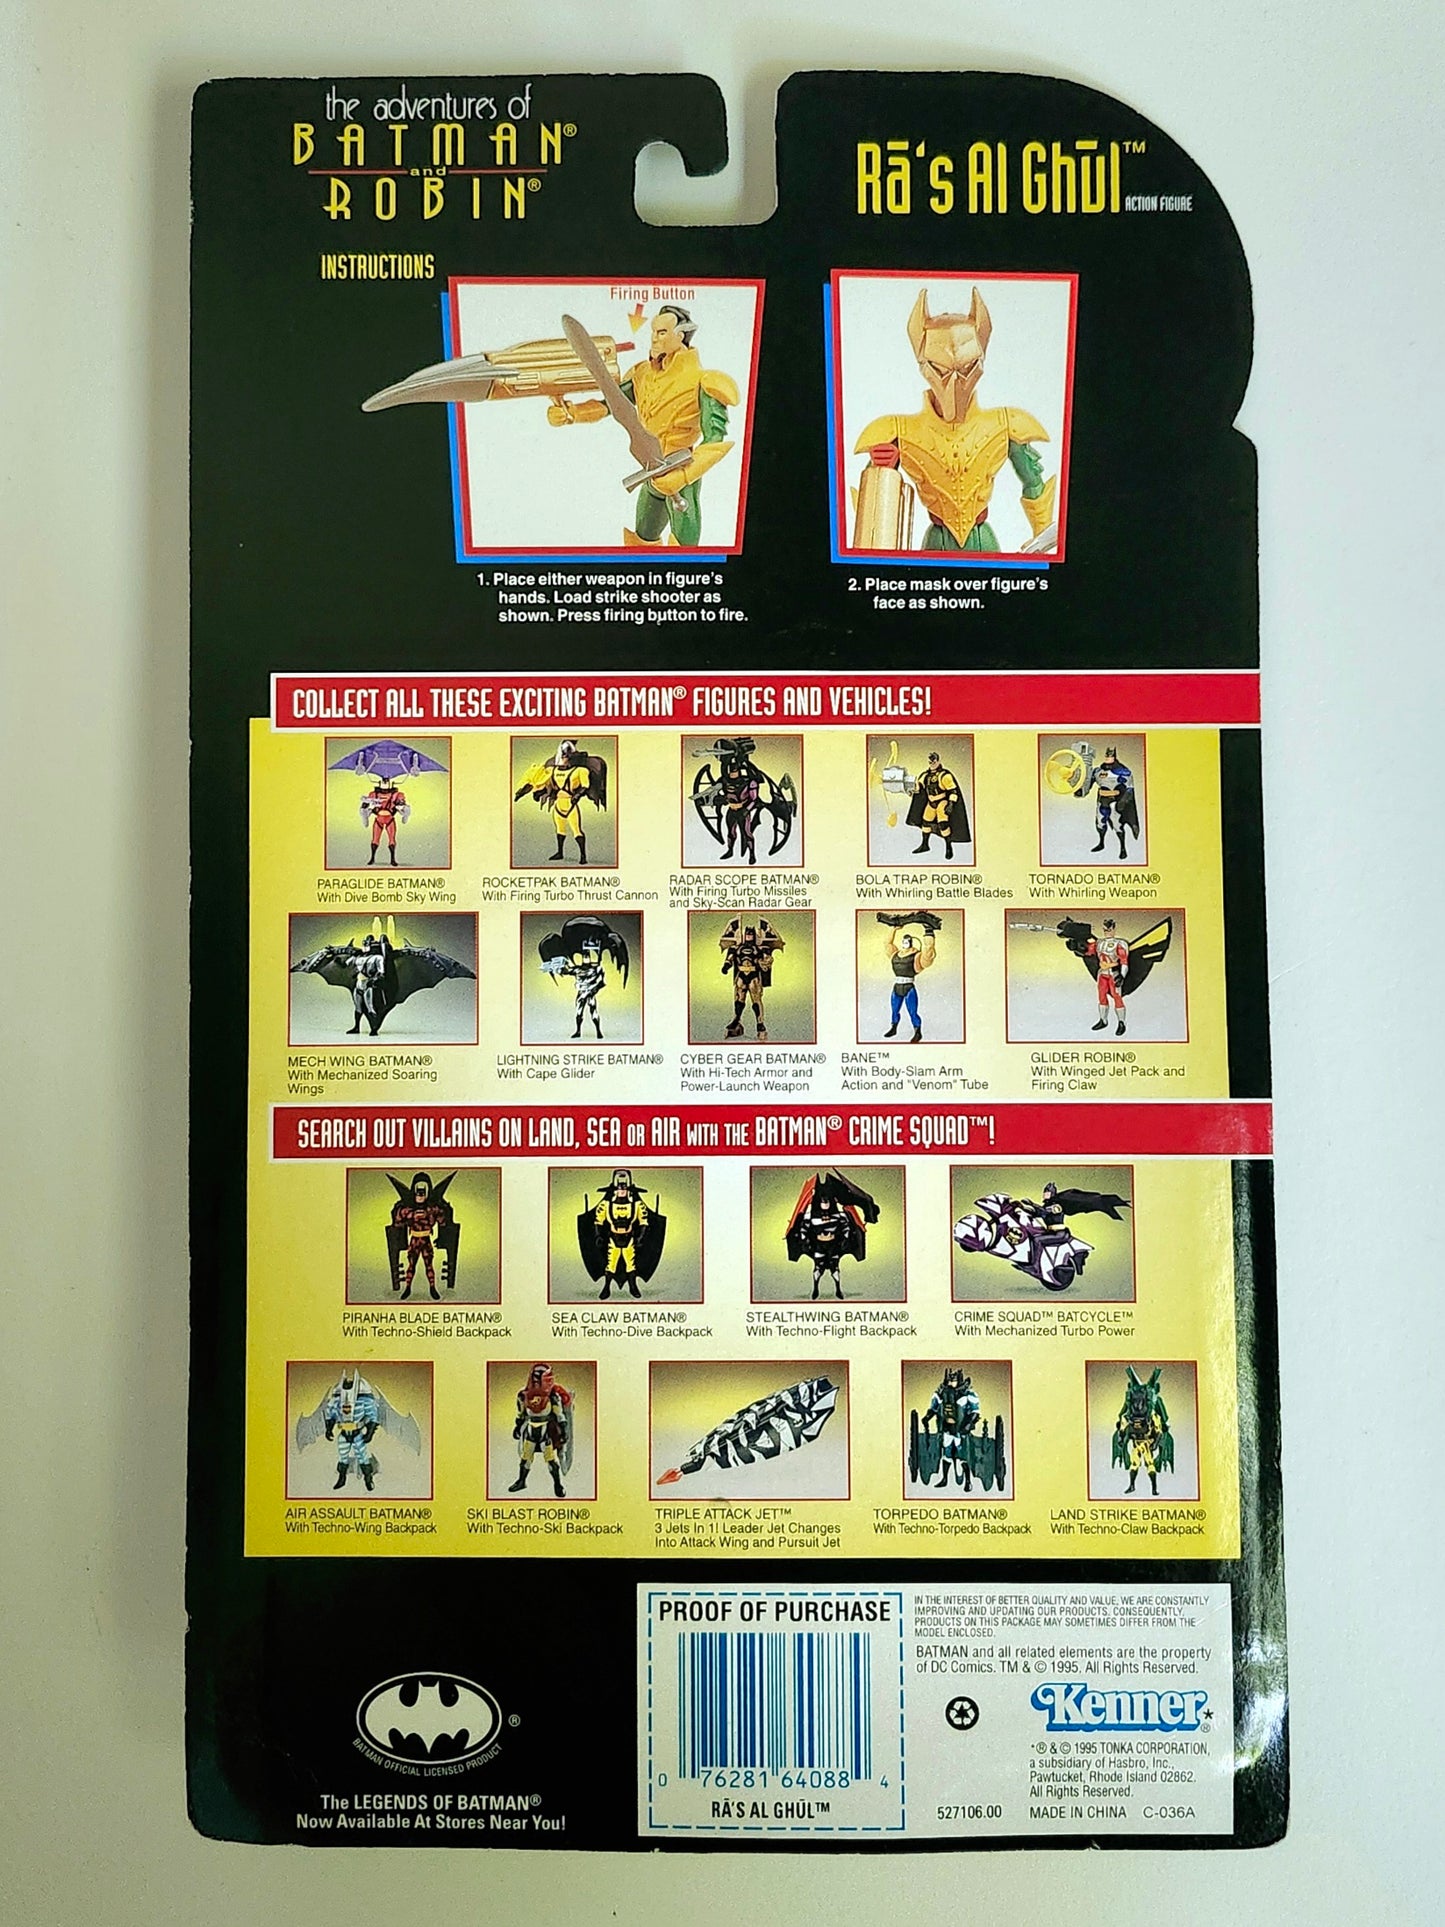 the adventures of
BATMAN®
and
ROBIN®
Rā's Al Ghūl™
ACTION FIGURE
INSTRUCTIONS
Firing Button
1. Place either weapon in figure's
hands. Load strike shooter as
shown. Press firing button to fire.
2. Place mask over figure's
face as shown.
COLLECT ALL THESE EXCITING BATMAN® FIGURES AND VEHICLES!
PARAGLIDE BATMAN®
With Dive Bomb Sky Wing
ROCKETPAK BATMAN®
With Firing Turbo Thrust Cannon
RADAR SCOPE BATMAN®
With Firing Turbo Missiles
and Sky-Scan Radar Gear
BOLA TRAP ROBIN®
With Whirling Battle Blades
TORNADO BATMAN®
With Whirling Weapon
MECH WING BATMAN®
With Mechanized Soaring
Wings
LIGHTNING STRIKE BATMAN®
With Cape Glider
CYBER GEAR BATMAN®
With Hi-Tech Armor and
Power-Launch Weapon
BANE™
With Body-Slam Arm
Action and "Venom" Tube
GLIDER ROBIN®
With Winged Jet Pack and
Firing Claw
SEARCH OUT VILLAINS ON LAND, SEA OR AIR WITH THE BATMAN® CRIME SQUAD™!
PIRANHA BLADE BATMAN®
With Techno-Shield Backpack
SEA CLAW BATMAN®
With Techno-Dive Backpack
STEALTHWING BATMAN®
With Techno-Flight Backpack
CRIME SQUAD™ BATCYCLE™
With Mechanized Turbo Power
AIR ASSAULT BATMAN®
With Techno-Wing Backpack
SKI BLAST ROBIN®
With Techno-Ski Backpack
TRIPLE ATTACK JET™
3 Jets In 1! Leader Jet Changes
Into Attack Wing and Pursuit Jet
TORPEDO BATMAN®
With Techno-Torpedo Backpack
LAND STRIKE BATMAN®
With Techno-Claw Backpack
®
BATMAN OFFICIAL LICENSED PRODUCT
The LEGENDS OF BATMAN®
Now Available At Stores Near You!
PROOF OF PURCHASE
0 76281 64088 4
RĀ'S AL GHŪL™
IN THE INTEREST OF BETTER QUALITY AND VALUE, WE ARE CONSTANTLY
IMPROVING AND UPDATING OUR PRODUCTS. CONSEQUENTLY,
PRODUCTS ON THIS PACKAGE MAY SOMETIMES DIFFER FROM THE
MODEL ENCLOSED.
BATMAN and all related elements are the property
of DC Comics. TM & © 1995. All Rights Reserved.
Kenner®*
*® & © 1995 TONKA CORPORATION,
a subsidiary of Hasbro, Inc.,
Pawtucket, Rhode Island 02862.
All Rights Reserved.
527106.00 MADE IN CHINA C-036A